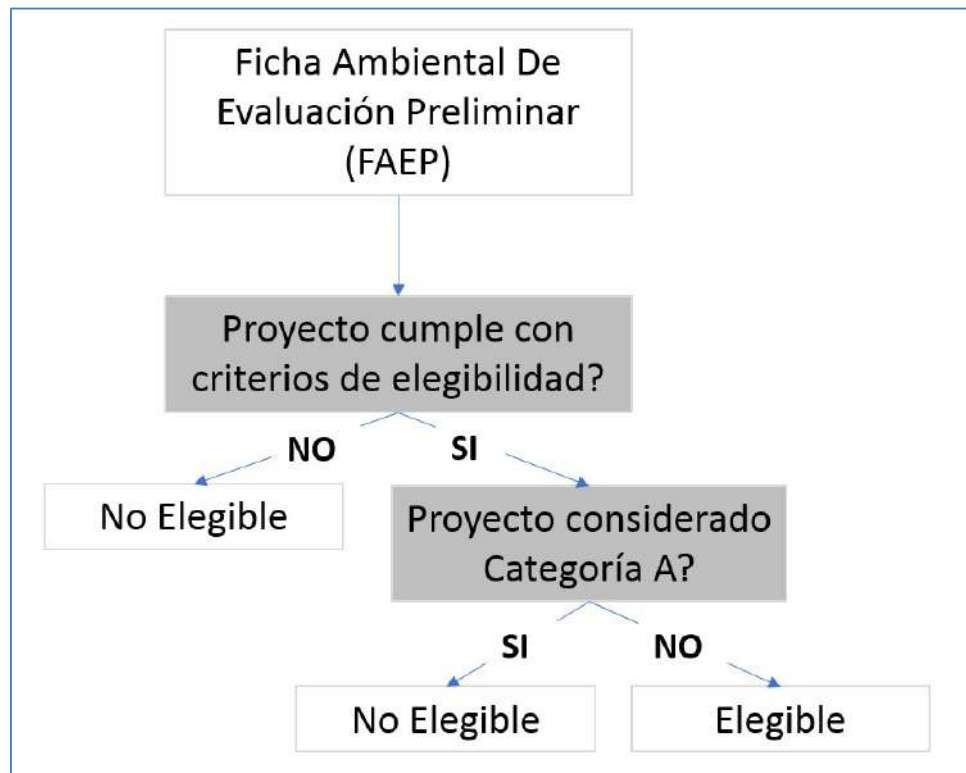 Ficha Ambiental De
Evaluación Preliminar
(FAEP)
Proyecto cumple con
criterios de elegibilidad?
NO
SI
No Elegible
Proyecto considerado
Categoría A?
SI
NO
No Elegible
Elegible